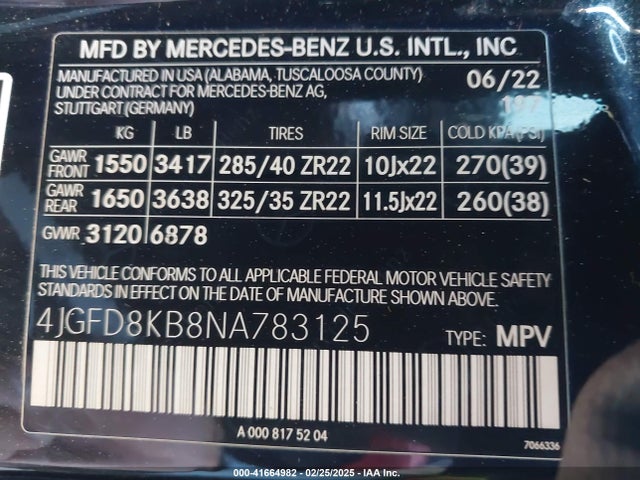 MFD BY MERCEDES-BENZ U.S. INTL., INC
MANUFACTURED IN USA (ALABAMA, TUSCALOOSA COUNTY) 06/22
UNDER CONTRACT FOR MERCEDES-BENZ AG,
STUTTGART (GERMANY) 197
KG LB TIRES RIM SIZE COLD KPA(PSI)
GAWR FRONT 1550 3417 285/40 ZR22 10Jx22 270(39)
GAWR REAR 1650 3638 325/35 ZR22 11.5Jx22 260(38)
GVWR 3120 6878
THIS VEHICLE CONFORMS TO ALL APPLICABLE FEDERAL MOTOR VEHICLE SAFETY
STANDARDS IN EFFECT ON THE DATE OF MANUFACTURE SHOWN ABOVE.
4JGFD8KB8NA783125 TYPE: MPV
A 000 817 52 04
7066336
000-41664982 - 02/25/2025 - IAA Inc.